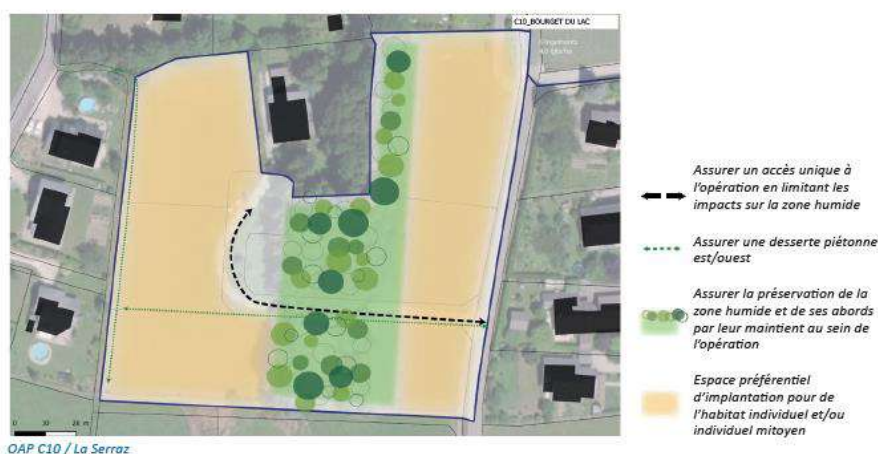 C10_BOURGET DU LAC
Assurer un accès unique à
l'opération en limitant les
impacts sur la zone humide
Assurer une desserte piétonne
est/ouest
Assurer la préservation de la
zone humide et de ses abords
par leur maintient au sein de
l'opération
Espace préférentiel
d'implantation pour de
l'habitat individuel et/ou
individuel mitoyen
OAP C10 / La Serraz